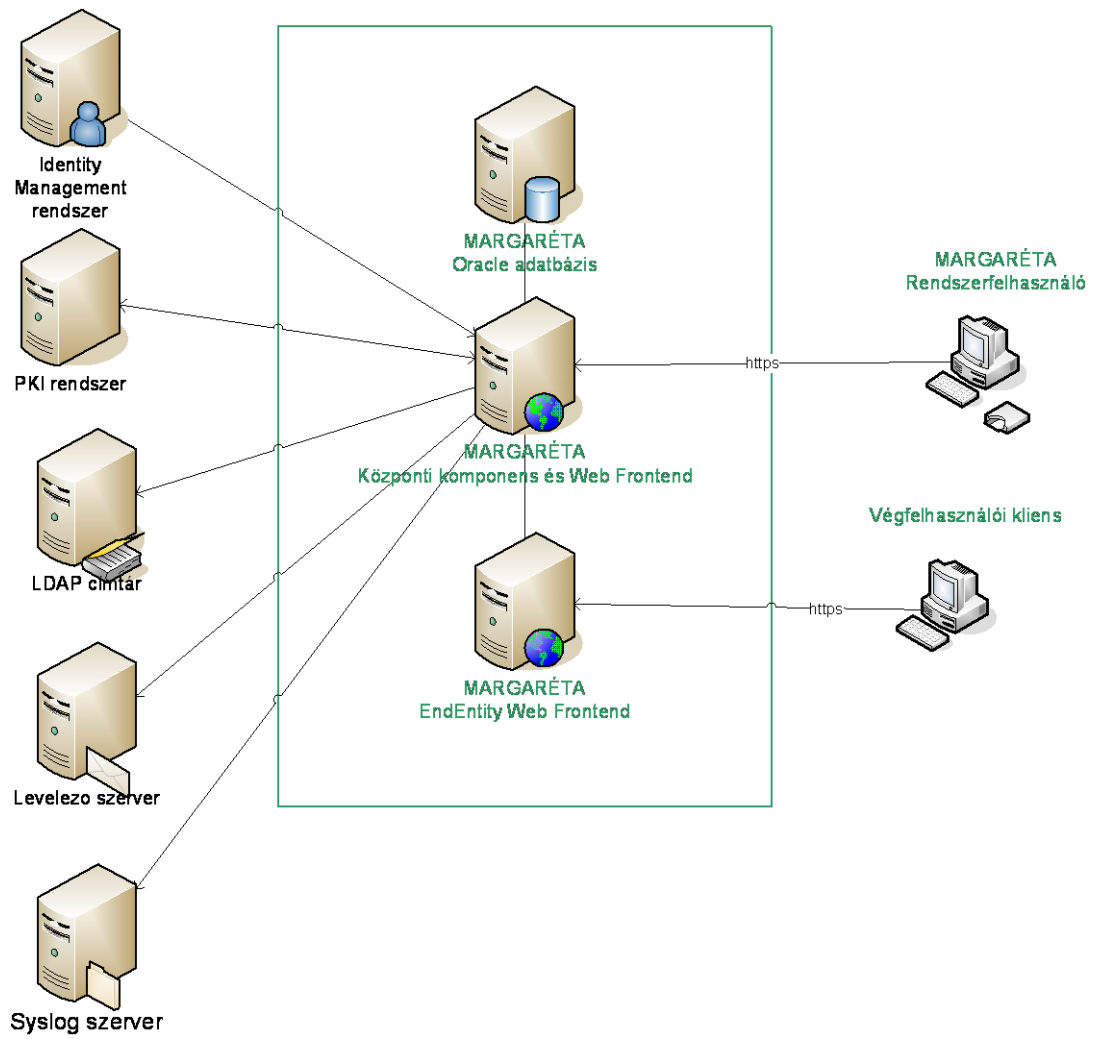 Identity
Management
rendszer
PKI rendszer
LDAP címtár
Levelezo szerver
Syslog szerver
MARGARÉTA
Oracle adatbázis
MARGARÉTA
Központi komponens és Web Frontend
MARGARÉTA
EndEntity Web Frontend
https
https
MARGARÉTA
Rendszerfelhasználó
Végfelhasználói kliens